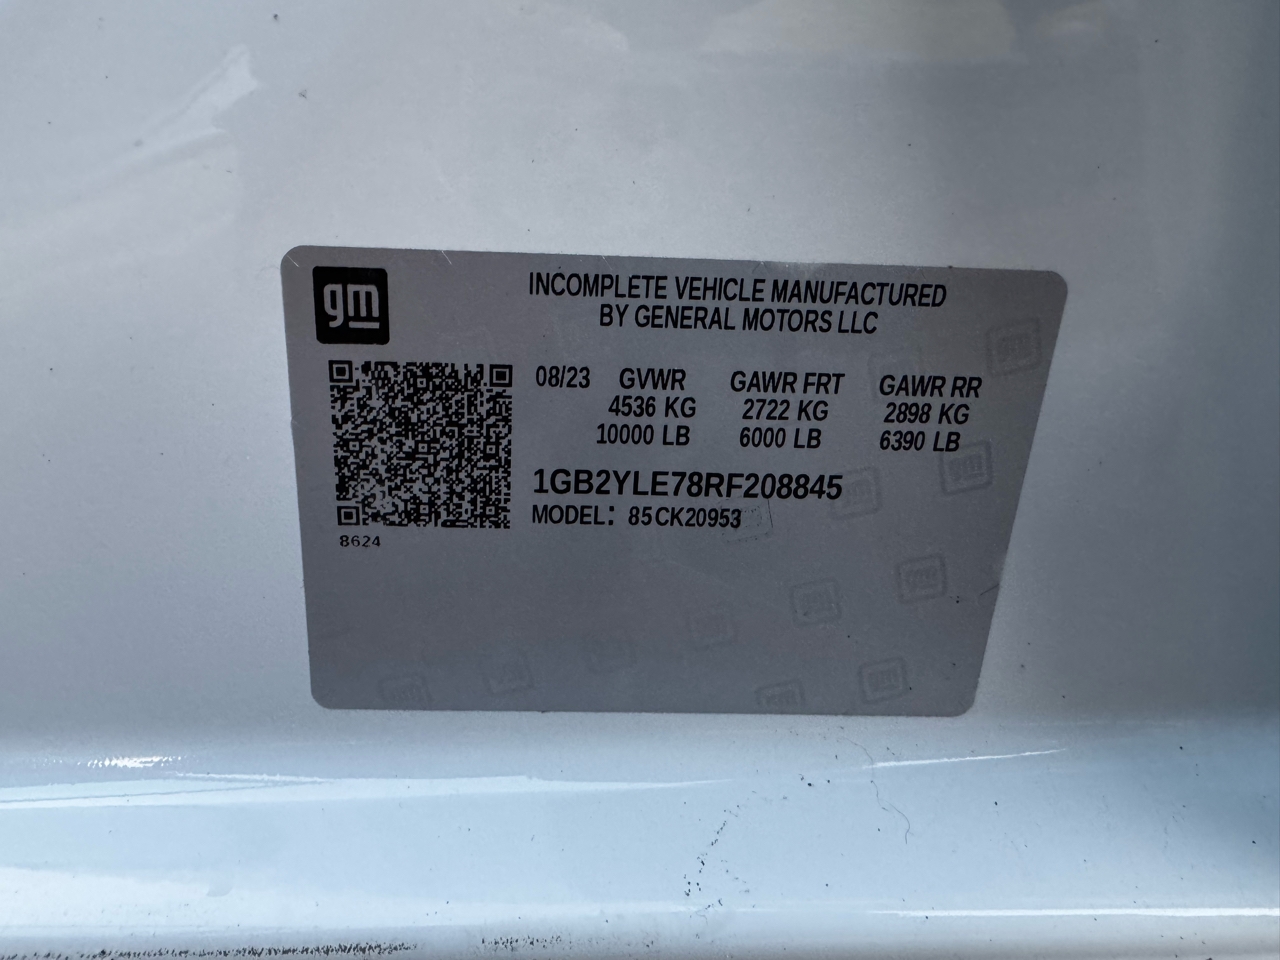 gm
INCOMPLETE VEHICLE MANUFACTURED
BY GENERAL MOTORS LLC
08/23 GVWR GAWR FRT GAWR RR
4536 KG 2722 KG 2898 KG
10000 LB 6000 LB 6390 LB
1GB2YLE78RF208845
MODEL: 85CK20953
8624